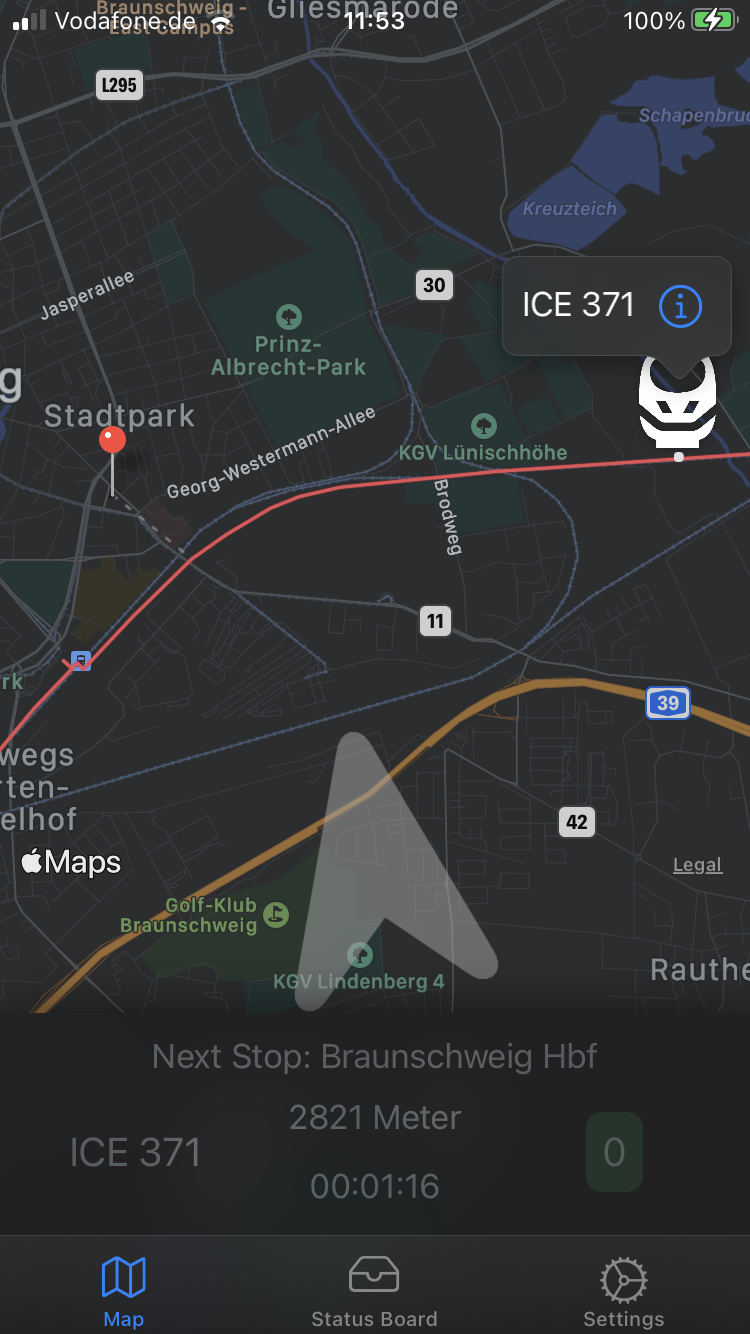 Braunschweig -
East Campus
Gliesmarode
Vodafone.de
11:53
100%
L295
Schapenbruc
Kreuzteich
30
ICE 371
Jasperallee
Prinz-
Albrecht-Park
g
Stadtpark
Georg-Westermann-Allee
KGV Lünischhöhe
Brodweg
11
rk
39
wegs
rten-
elhof
42
Maps
Legal
Golf-Klub
Braunschweig
KGV Lindenberg 4
Rauthe
Next Stop: Braunschweig Hbf
2821 Meter
ICE 371
0
00:01:16
Map
Status Board
Settings